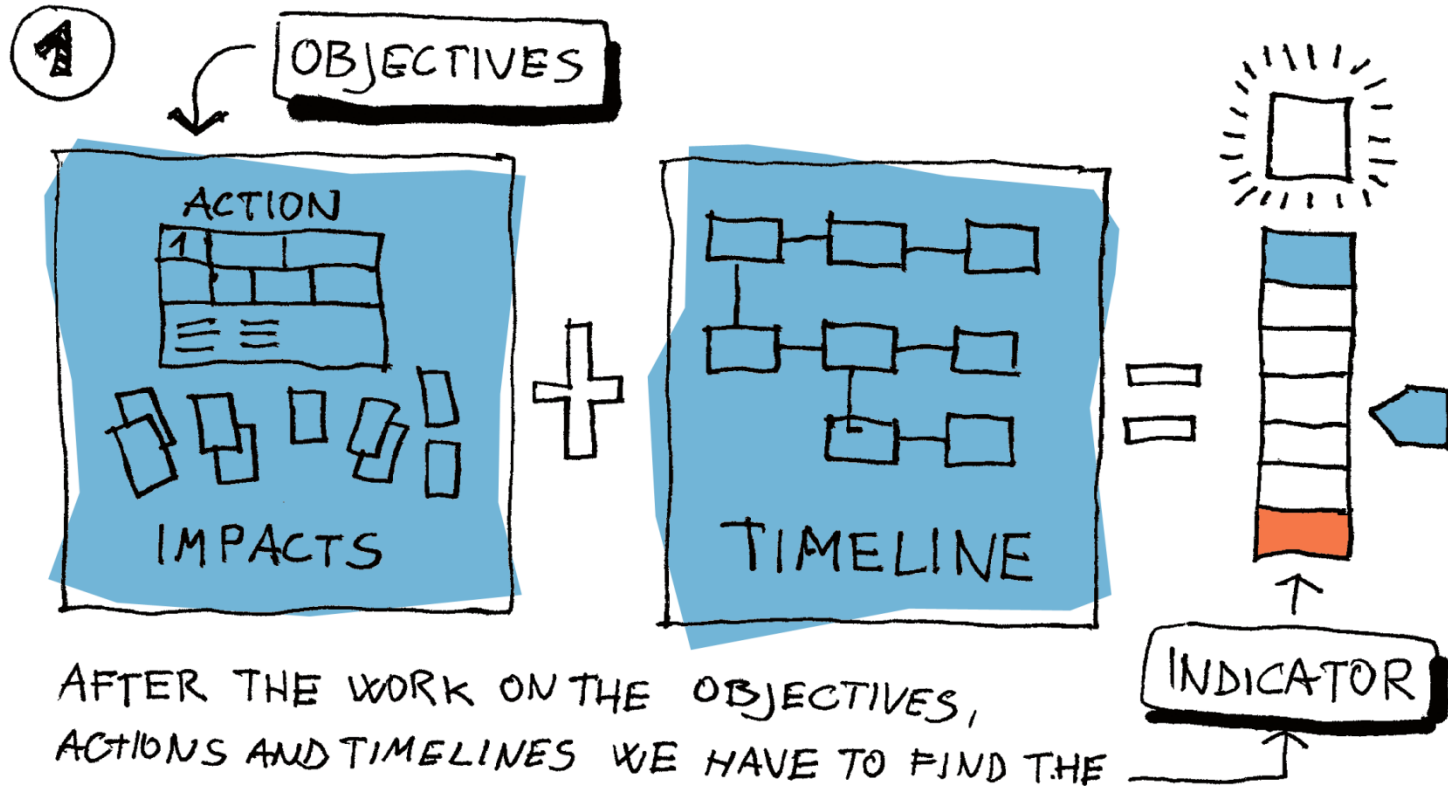 1
OBJECTIVES
ACTION
1
IMPACTS
TIMELINE
INDICATOR
AFTER THE WORK ON THE OBJECTIVES,
ACTIONS AND TIMELINES WE HAVE TO FIND THE